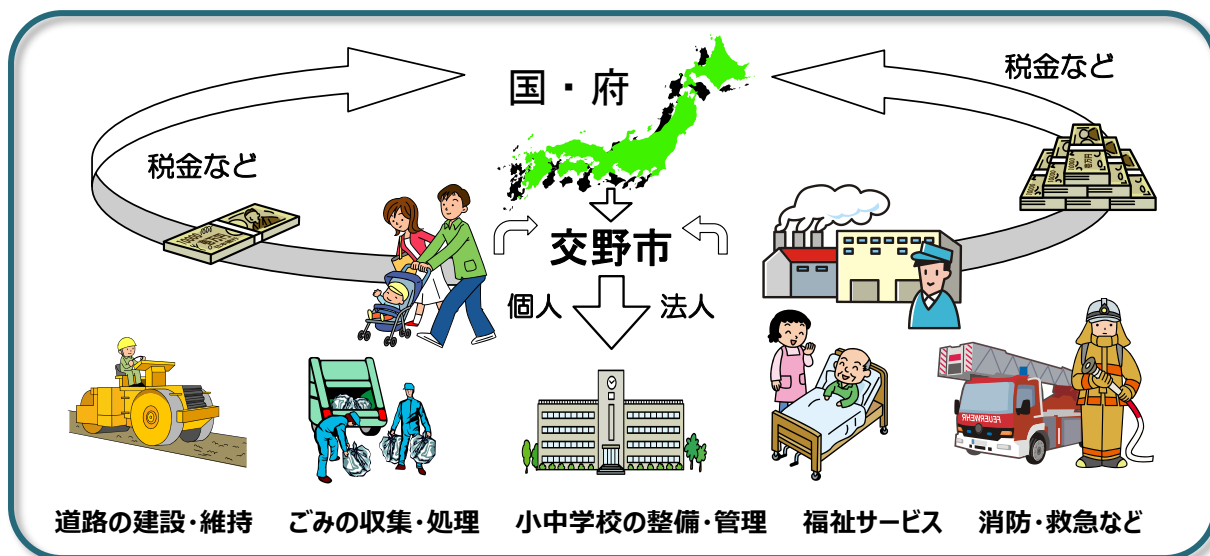 税金など
国・府
税金など
交野市
個人
法人
FEUERWEHR
道路の建設・維持
ごみの収集・処理
小中学校の整備・管理
福祉サービス
消防・救急など